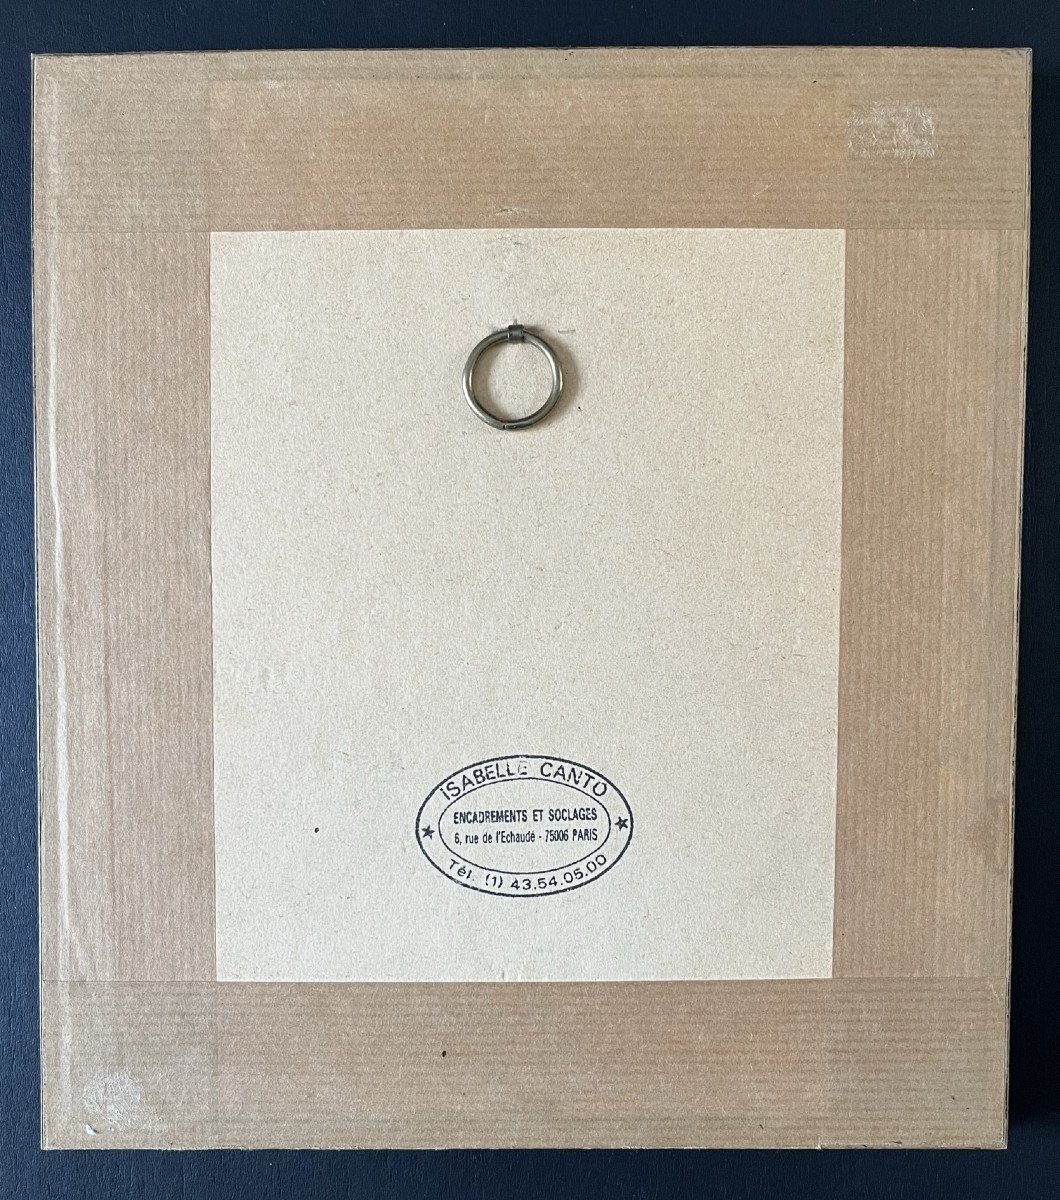 ISABELLE CANTO
ENCADREMENTS ET SOCLAGES
6, rue de l'Echaudé - 75006 PARIS
Tél. (1) 43.54.05.00